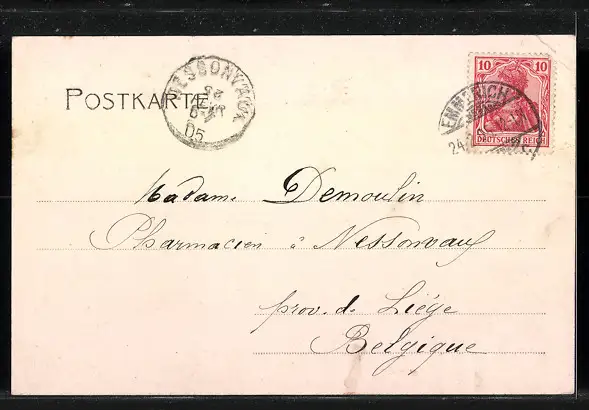 POSTKARTE
NESSONVAUX
05
10 10
DEUTSCHES REICH
EMMERICH
24.
Madame Demoulin
Pharmacien à Nessonvaux
prov. de Liége
Belgique